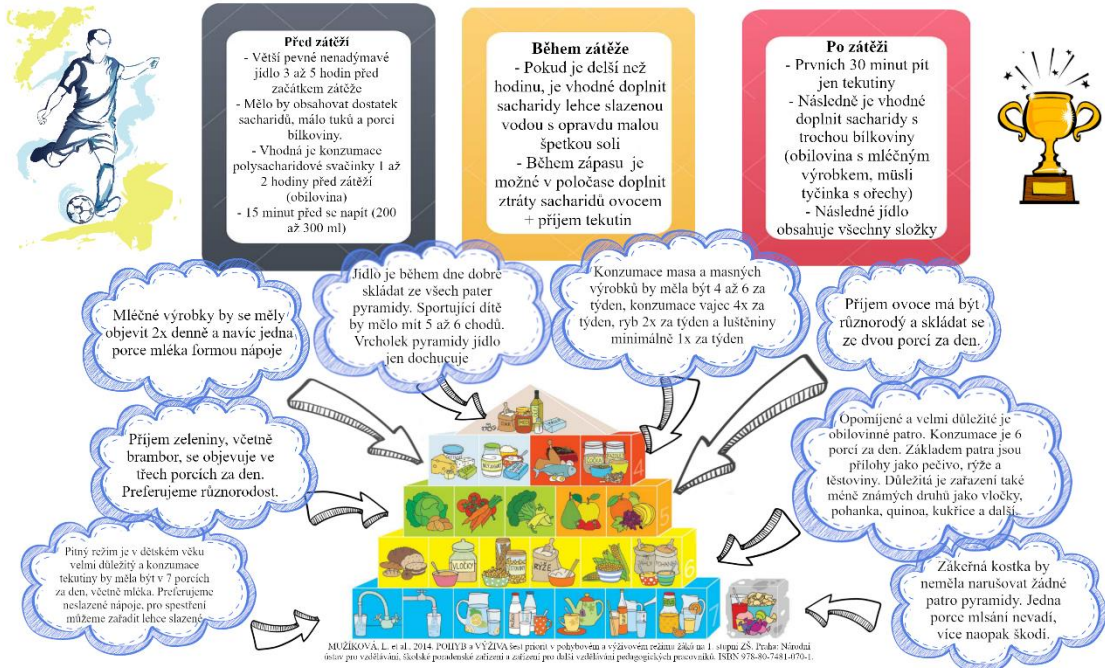 Před zátěží
- Větší pevné nenadýmavé
jídlo 3 až 5 hodin před
začátkem zátěže
- Mělo by obsahovat dostatek
sacharidů, málo tuků a porci
bílkoviny.
- Vhodná je konzumace
polysacharidové svačinky 1 až
2 hodiny před zátěží
(obilovina)
- 15 minut před se napít (200
až 300 ml)
Během zátěže
- Pokud je delší než
hodinu, je vhodné doplnit
sacharidy lehce slazenou
vodou s opravdu malou
špetkou soli
- Během zápasu je
možné v poločase doplnit
ztráty sacharidů ovocem
+ příjem tekutin
Po zátěži
- Prvních 30 minut pít
jen tekutiny
- Následně je vhodné
doplnit sacharidy s
trochou bílkoviny
(obilovina s mléčným
výrobkem, müsli
tyčinka s ořechy)
- Následné jídlo
obsahuje všechny složky
Mléčné výrobky by se měly
objevit 2x denně a navíc jedna
porce mléka formou nápoje
Jídlo je během dne dobré
skládat ze všech pater
pyramidy. Sportující dítě
by mělo mít 5 až 6 chodů.
Vrcholek pyramidy jídlo
jen dochucuje
Konzumace masa a masných
výrobků by měla být 4 až 6 za
týden, konzumace vajec 4x za
týden, ryb 2x za týden a luštěniny
minimálně 1x za týden
Příjem ovoce má být
různorodý a skládat se
ze dvou porcí za den.
Příjem zeleniny, včetně
brambor, se objevuje ve
třech porcích za den.
Preferujeme různorodost.
Opomíjené a velmi důležité je
obilovinné patro. Konzumace je 6
porcí za den. Základem patra jsou
přílohy jako pečivo, rýže a
těstoviny. Důležitá je zařazení také
méně známých druhů jako vločky,
pohanka, quinoa, kukřice a další.
Pitný režim je v dětském věku
velmi důležitý a konzumace
tekutiny by měla být v 7 porcích
za den, včetně mléka. Preferujeme
neslazené nápoje, pro zpestření
můžeme zařadit lehce slazené
Zákeřná kostka by
neměla narušovat žádné
patro pyramidy. Jedna
porce mlsání nevadí,
více naopak škodí.
4
5
VLOČKY
RÝŽE
6
7
MUŽÍKOVÁ, L. et al., 2014. POHYB a VÝŽIVA šest priorit v pohybovém a výživovém režimu žáků na 1. stupni ZŠ. Praha: Národní
ústav pro vzdělávání, školské poradenské zařízení a zařízení pro další vzdělávání pedagogických pracovníků. ISBN 978-80-7481-070-1.